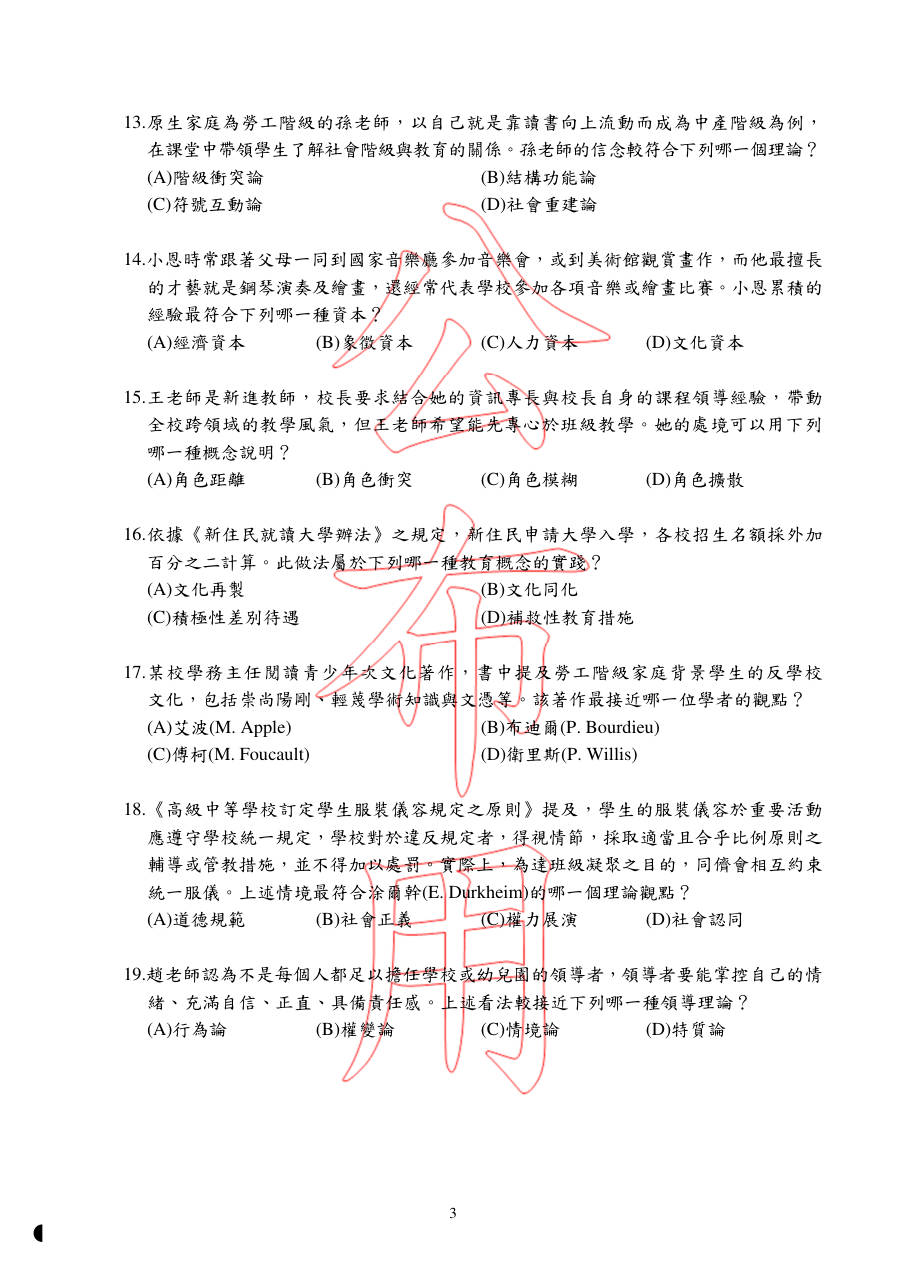 13.原生家庭為勞工階級的孫老師，以自己就是靠讀書向上流動而成為中產階級為例，
在課堂中帶領學生了解社會階級與教育的關係。孫老師的信念較符合下列哪一個理論？
(A)階級衝突論 (B)結構功能論
(C)符號互動論 (D)社會重建論
14.小恩時常跟著父母一同到國家音樂廳參加音樂會，或到美術館觀賞畫作，而他最擅長
的才藝就是鋼琴演奏及繪畫，還經常代表學校參加各項音樂或繪畫比賽。小恩累積的
經驗最符合下列哪一種資本？
(A)經濟資本 (B)象徵資本 (C)人力資本 (D)文化資本
15.王老師是新進教師，校長要求結合她的資訊專長與校長自身的課程領導經驗，帶動
全校跨領域的教學風氣，但王老師希望能先專心於班級教學。她的處境可以用下列
哪一種概念說明？
(A)角色距離 (B)角色衝突 (C)角色模糊 (D)角色擴散
16.依據《新住民就讀大學辦法》之規定，新住民申請大學入學，各校招生名額採外加
百分之二計算。此做法屬於下列哪一種教育概念的實踐？
(A)文化再製 (B)文化同化
(C)積極性差別待遇 (D)補救性教育措施
17.某校學務主任閱讀青少年次文化著作，書中提及勞工階級家庭背景學生的反學校
文化，包括崇尚陽剛、輕蔑學術知識與文憑等。該著作最接近哪一位學者的觀點？
(A)艾波(M. Apple) (B)布迪爾(P. Bourdieu)
(C)傅柯(M. Foucault) (D)衛里斯(P. Willis)
18.《高級中等學校訂定學生服裝儀容規定之原則》提及，學生的服裝儀容於重要活動
應遵守學校統一規定，學校對於違反規定者，得視情節，採取適當且合乎比例原則之
輔導或管教措施，並不得加以處罰。實際上，為達班級凝聚之目的，同儕會相互約束
統一服儀。上述情境最符合涂爾幹(E. Durkheim)的哪一個理論觀點？
(A)道德規範 (B)社會正義 (C)權力展演 (D)社會認同
19.趙老師認為不是每個人都足以擔任學校或幼兒園的領導者，領導者要能掌控自己的情
緒、充滿自信、正直、具備責任感。上述看法較接近下列哪一種領導理論？
(A)行為論 (B)權變論 (C)情境論 (D)特質論
公布用
3